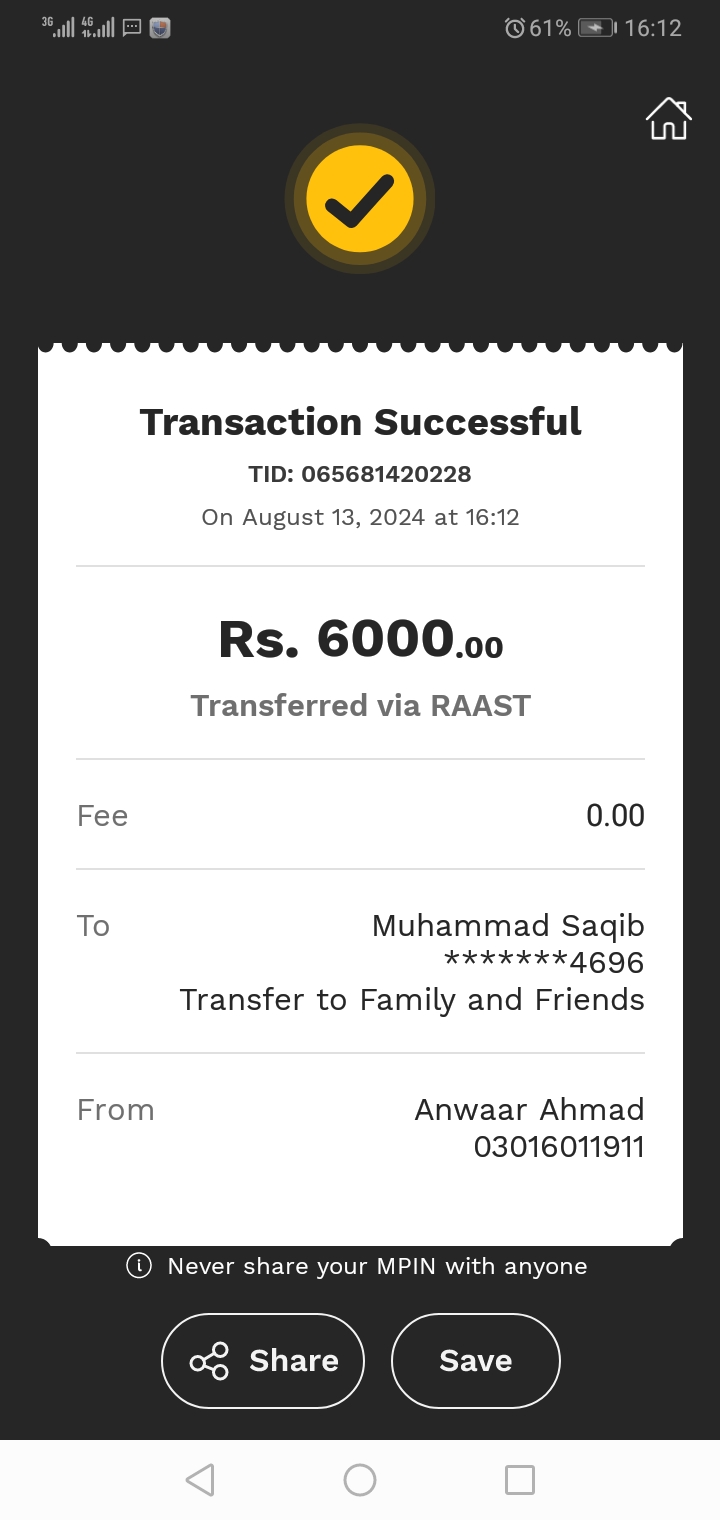 3G 4G 61% 16:12
Transaction Successful
TID: 065681420228
On August 13, 2024 at 16:12
Rs. 6000.00
Transferred via RAAST
Fee 0.00
To Muhammad Saqib
*******4696
Transfer to Family and Friends
From Anwaar Ahmad
03016011911
Never share your MPIN with anyone
Share Save